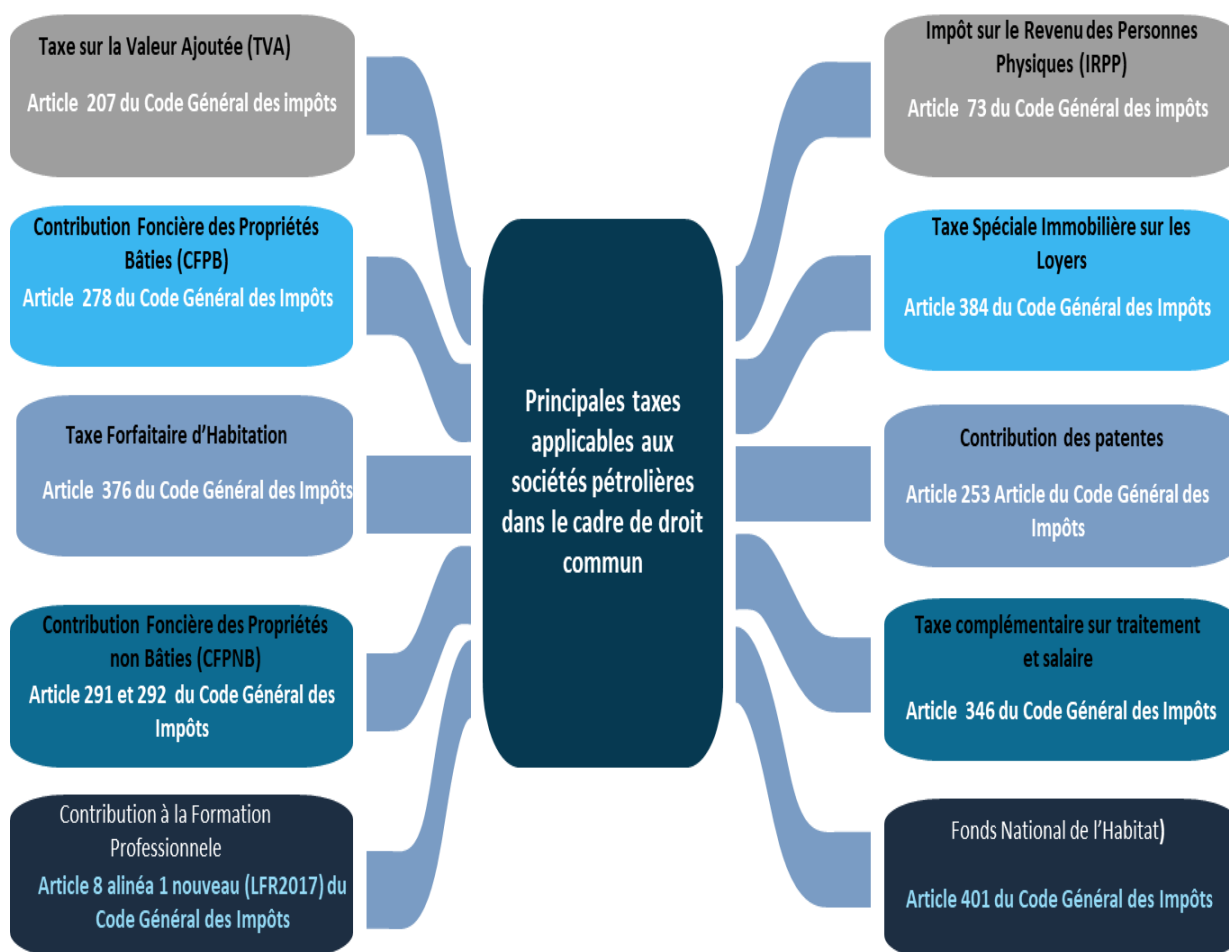 Taxe sur la Valeur Ajoutée (TVA)
Article 207 du Code Général des impôts
Contribution Foncière des Propriétés
Bâties (CFPB)
Article 278 du Code Général des Impôts
Taxe Forfaitaire d’Habitation
Article 376 du Code Général des Impôts
Contribution Foncière des Propriétés
non Bâties (CFPNB)
Article 291 et 292 du Code Général des
Impôts
Contribution à la Formation
Professionnele
Article 8 alinéa 1 nouveau (LFR2017) du
Code Général des Impôts
Principales taxes
applicables aux
sociétés pétrolières
dans le cadre de droit
commun
Impôt sur le Revenu des Personnes
Physiques (IRPP)
Article 73 du Code Général des impôts
Taxe Spéciale Immobilière sur les
Loyers
Article 384 du Code Général des Impôts
Contribution des patentes
Article 253 Article du Code Général des
Impôts
Taxe complémentaire sur traitement
et salaire
Article 346 du Code Général des Impôts
Fonds National de l’Habitat)
Article 401 du Code Général des Impôts